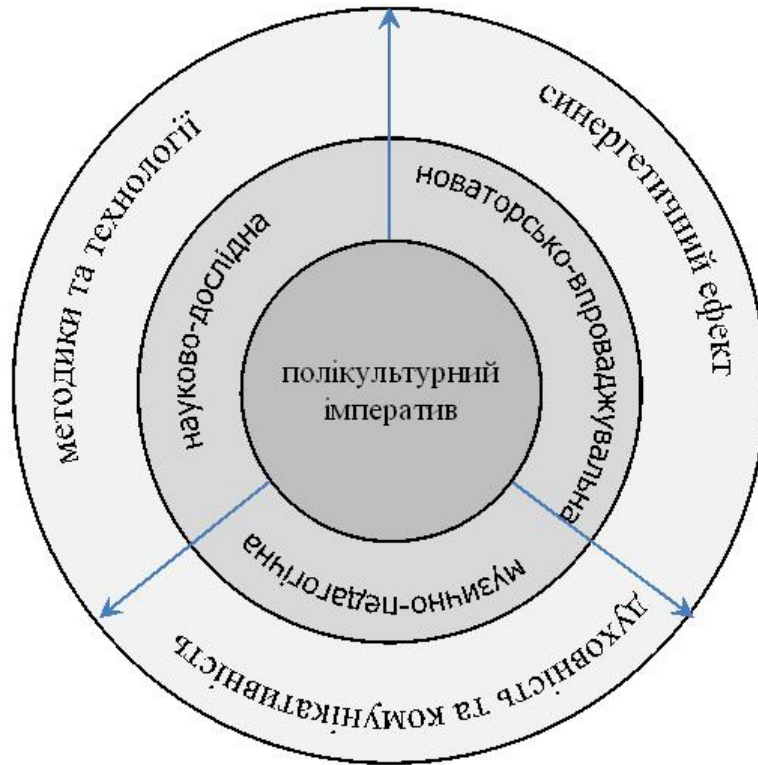 методики та технології
синергетичний ефект
духовність та комунікативність
науково-дослідна
новаторсько-впроваджувальна
музично-педагогічна
полікультурний
імператив